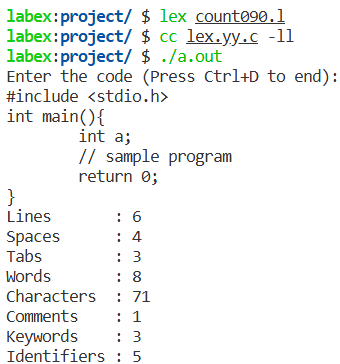 labex:project/ $ lex count090.l
labex:project/ $ cc lex.yy.c -ll
labex:project/ $ ./a.out
Enter the code (Press Ctrl+D to end):
#include <stdio.h>
int main(){
        int a;
        // sample program
        return 0;
}
Lines      : 6
Spaces     : 4
Tabs       : 3
Words      : 8
Characters : 71
Comments   : 1
Keywords   : 3
Identifiers : 5